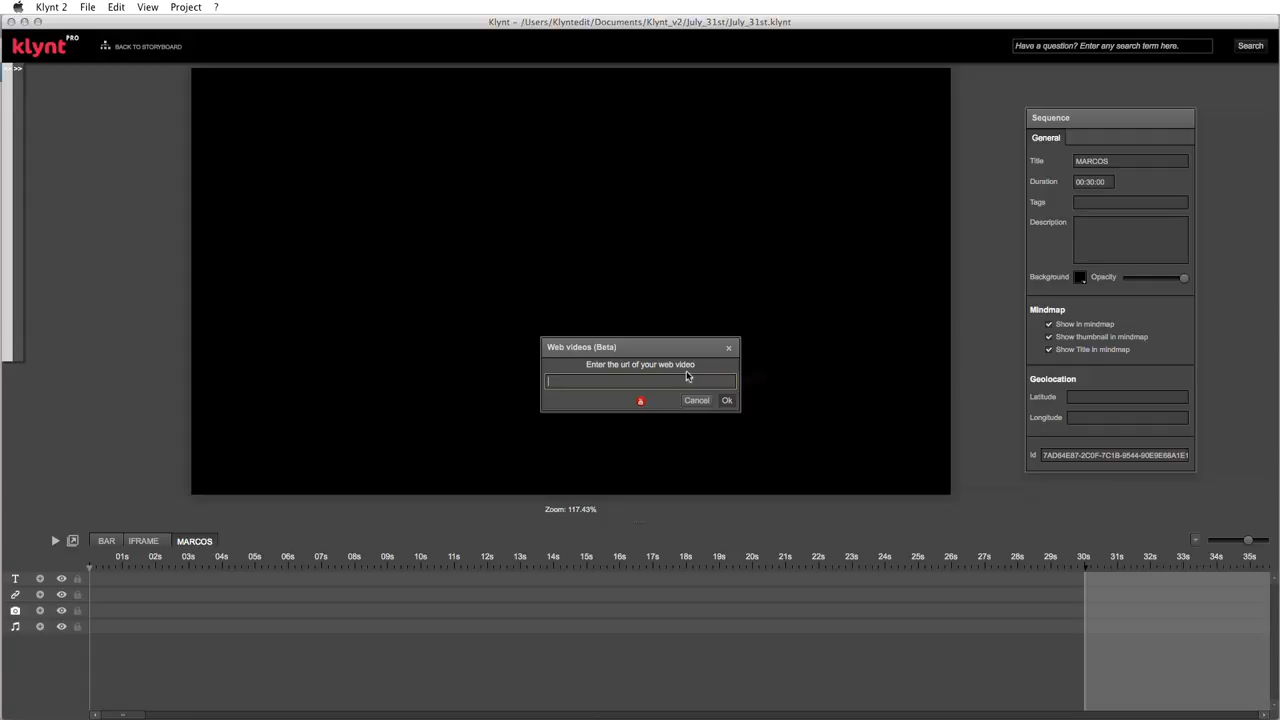 Klynt 2 File Edit View Project ?
Klynt - /Users/Klyntedit/Documents/Klynt_v2/July_31st/July_31st.klynt
klynt PRO
BACK TO STORYBOARD
Have a question? Enter any search term here.
Search
>>
Sequence
General
Title MARCOS
Duration 00:30:00
Tags
Description
Background Opacity
Mindmap
Show in mindmap
Show thumbnail in mindmap
Show Title in mindmap
Geolocation
Latitude
Longitude
Id 7AD64E87-2C0F-7C1B-9544-90E9E86A1E1
Web videos (Beta)
Enter the url of your web video
Cancel Ok
Zoom: 117.43%
BAR IFRAME MARCOS
01s 02s 03s 04s 05s 06s 07s 08s 09s 10s 11s 12s 13s 14s 15s 16s 17s 18s 19s 20s 21s 22s 23s 24s 25s 26s 27s 28s 29s 30s 31s 32s 33s 34s 35s
T